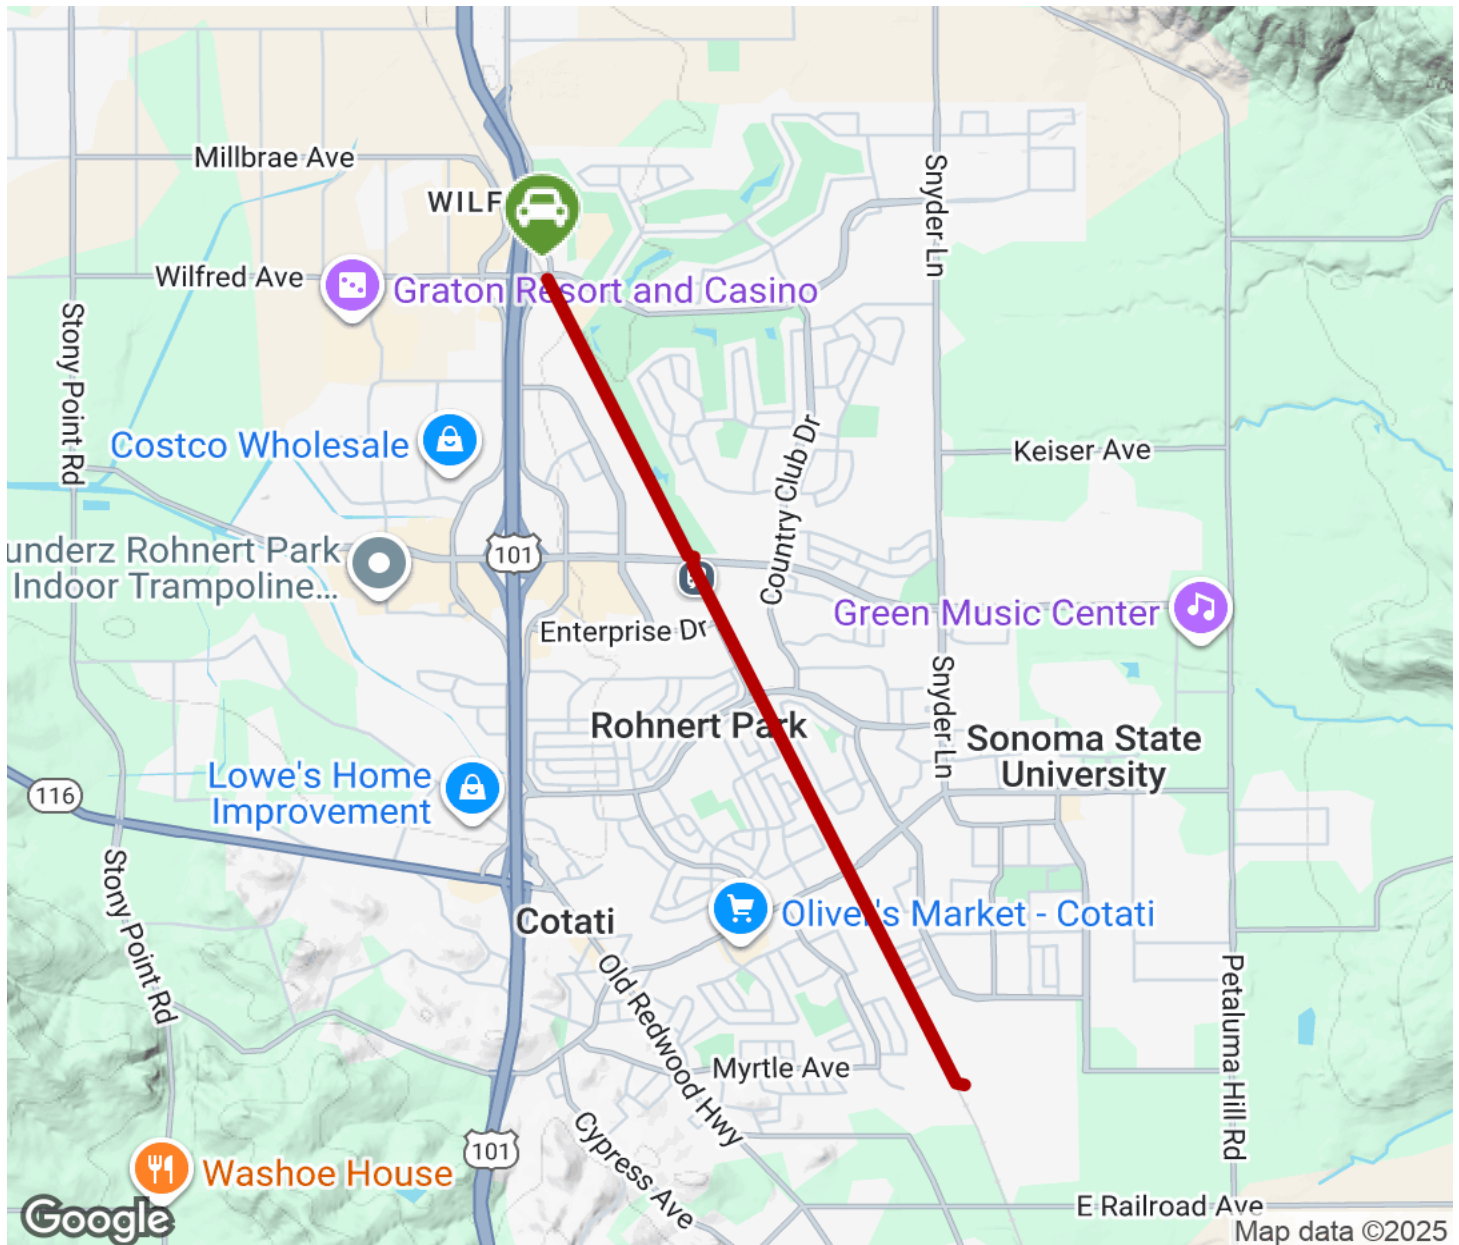 Millbrae Ave
Snyder Ln
WILF
Wilfred Ave
Graton Resort and Casino
Stony Point Rd
Costco Wholesale
Country Club Dr
Keiser Ave
underz Rohnert Park
Indoor Trampoline...
101
Green Music Center
Enterprise Dr
Snyder Ln
Rohnert Park
Sonoma State
University
Lowe's Home
Improvement
116
Stony Point Rd
Cotati
Oliver's Market - Cotati
Old Redwood Hwy
Petaluma Hill Rd
Myrtle Ave
Cypress Ave
101
Washoe House
E Railroad Ave
Google
Map data ©2025